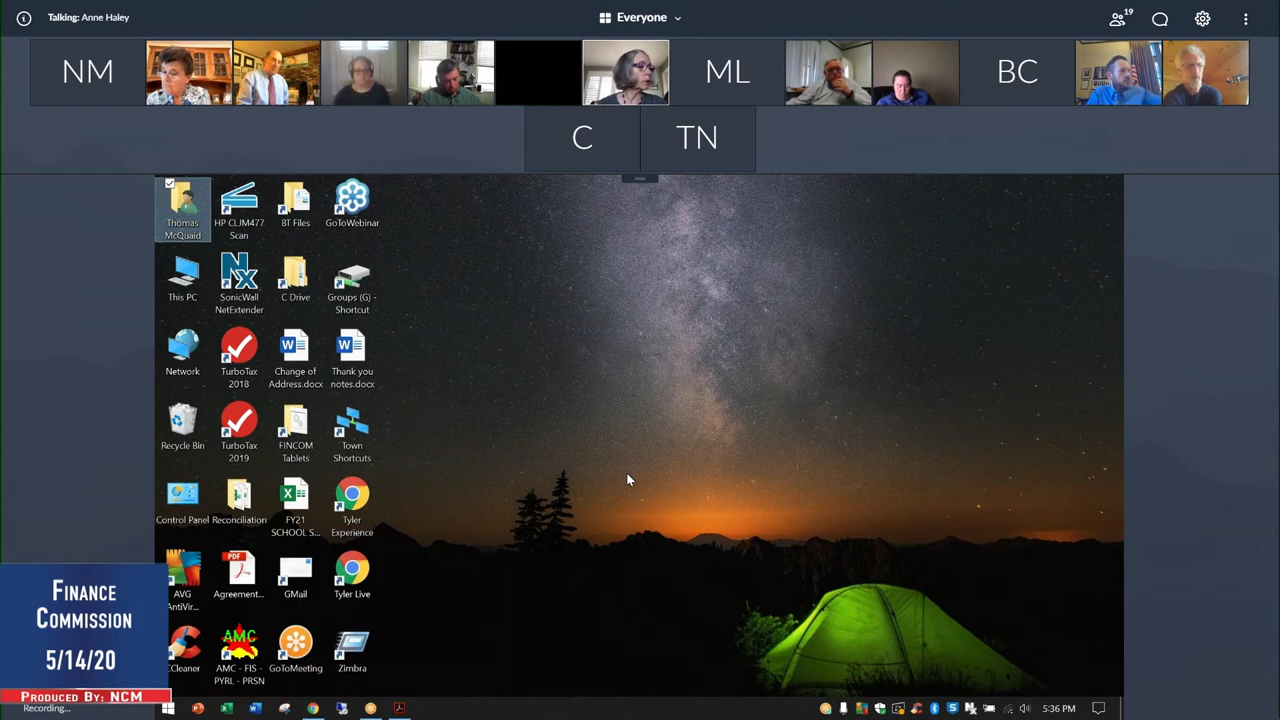 Talking: Anne Haley
Everyone
19
NM
ML
BC
C
TN
Thomas
McQuaid
HP CLJM477
Scan
BT Files
GoToWebinar
This PC
SonicWall
NetExtender
C Drive
Groups (G) -
Shortcut
Network
TurboTax
2018
Change of
Address.docx
Thank you
notes.docx
Recycle Bin
TurboTax
2019
FINCOM
Tablets
Town
Shortcuts
Control Panel
Reconciliation
FY21
SCHOOL S...
Tyler
Experience
AVG
AntiVir...
PDF
Agreement...
GMail
Tyler Live
CCleaner
AMC
AMC - FIS -
PYRL - PRSN
GoToMeeting
Zimbra
FINANCE
COMMISSION
5/14/20
PRODUCED BY: NCM
Recording...
5:36 PM